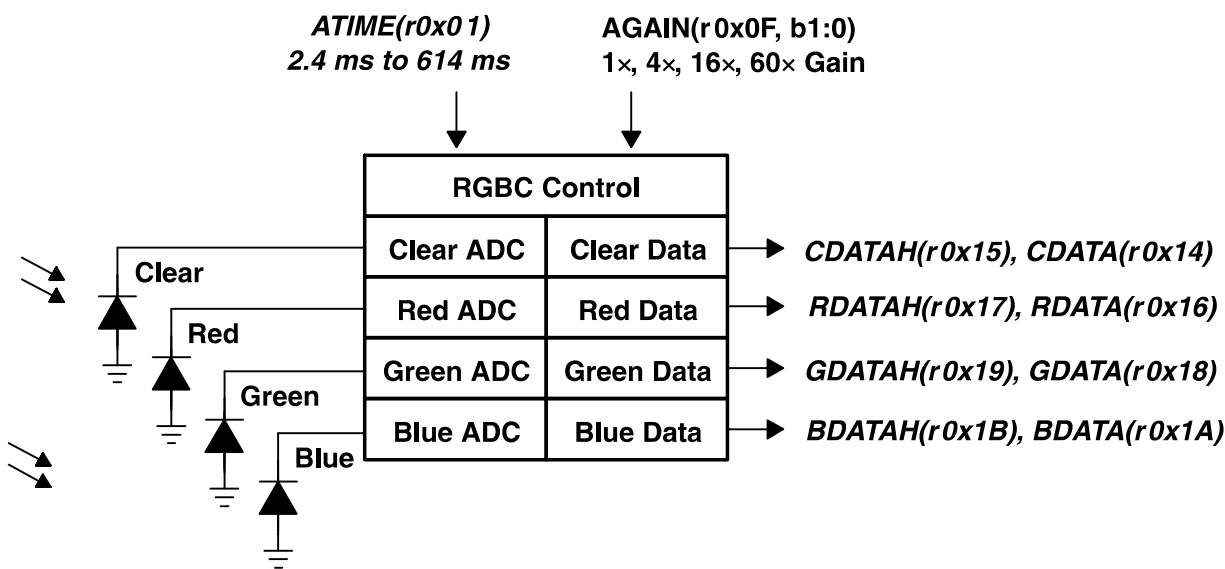 ATIME(r0x01)
2.4 ms to 614 ms
AGAIN(r0x0F, b1:0)
1×, 4×, 16×, 60× Gain
RGBC Control
Clear
Clear ADC
Clear Data
CDATAH(r0x15), CDATA(r0x14)
Red
Red ADC
Red Data
RDATAH(r0x17), RDATA(r0x16)
Green
Green ADC
Green Data
GDATAH(r0x19), GDATA(r0x18)
Blue
Blue ADC
Blue Data
BDATAH(r0x1B), BDATA(r0x1A)